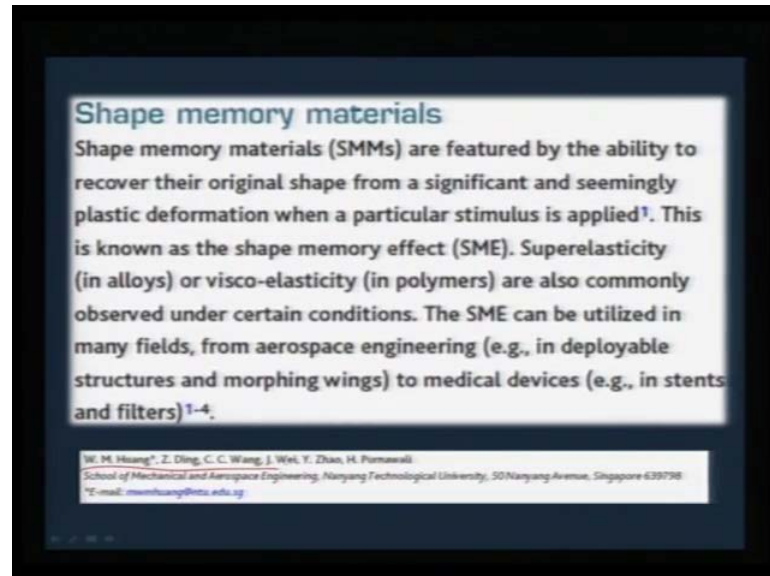 Shape memory materials
Shape memory materials (SMMs) are featured by the ability to
recover their original shape from a significant and seemingly
plastic deformation when a particular stimulus is applied1. This
is known as the shape memory effect (SME). Superelasticity
(in alloys) or visco-elasticity (in polymers) are also commonly
observed under certain conditions. The SME can be utilized in
many fields, from aerospace engineering (e.g., in deployable
structures and morphing wings) to medical devices (e.g., in stents
and filters)1-4.
W. M. Huang*, Z. Ding, C. C. Wang, J. Wei, Y. Zhao, H. Purnawali
School of Mechanical and Aerospace Engineering, Nanyang Technological University, 50 Nanyang Avenue, Singapore 639798
*E-mail: mwmhuang@ntu.edu.sg